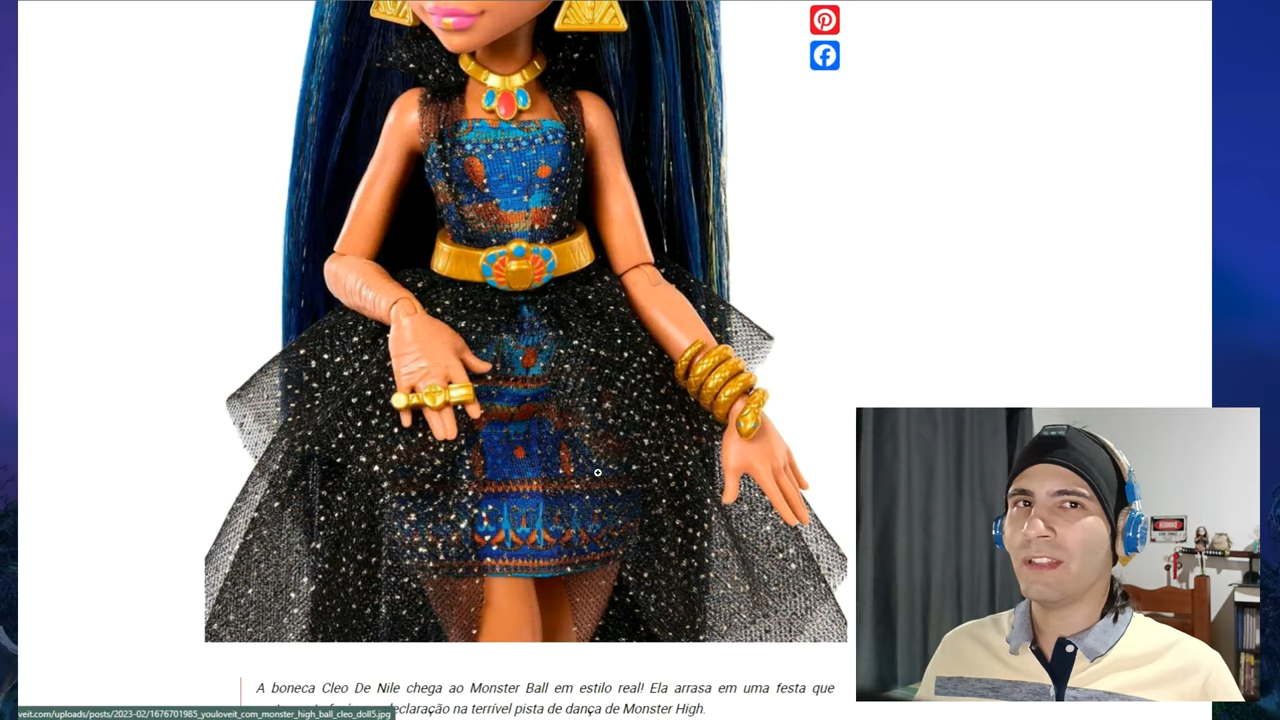 A boneca Cleo De Nile chega ao Monster Ball em estilo real! Ela arrasa em uma festa que
declaração na terrível pista de dança de Monster High.
veit.com/uploads/posts/2023-02/1676701985_youloveit_com_monster_high_ball_cleo_doll5.jpg